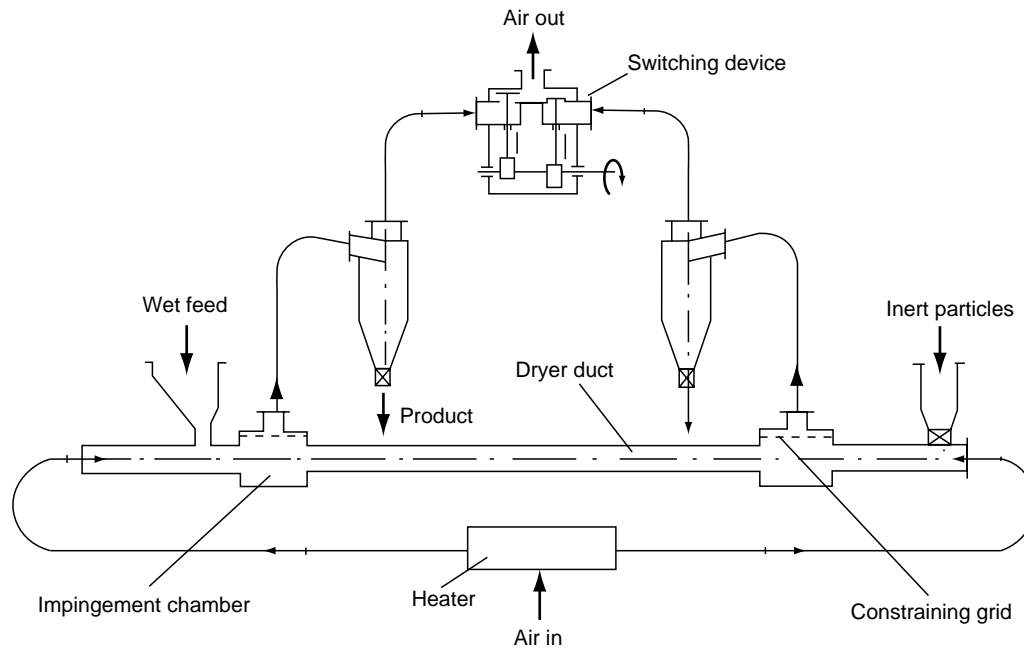 Air out
Switching device
Wet feed
Inert particles
Dryer duct
Product
Impingement chamber
Heater
Constraining grid
Air in